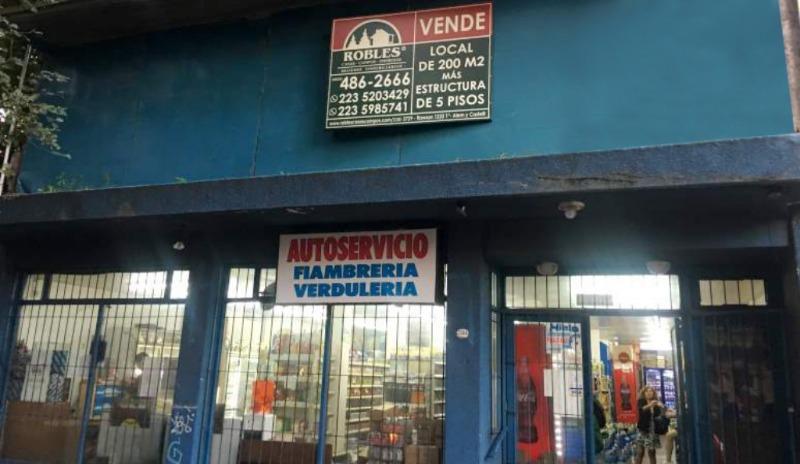 ROBLES®
VENDE
LOCAL
DE 200 M2
MÁS
ESTRUCTURA
DE 5 PISOS
486-2666
223 5203429
223 5985741
AUTOSERVICIO
FIAMBRERIA
VERDULERIA